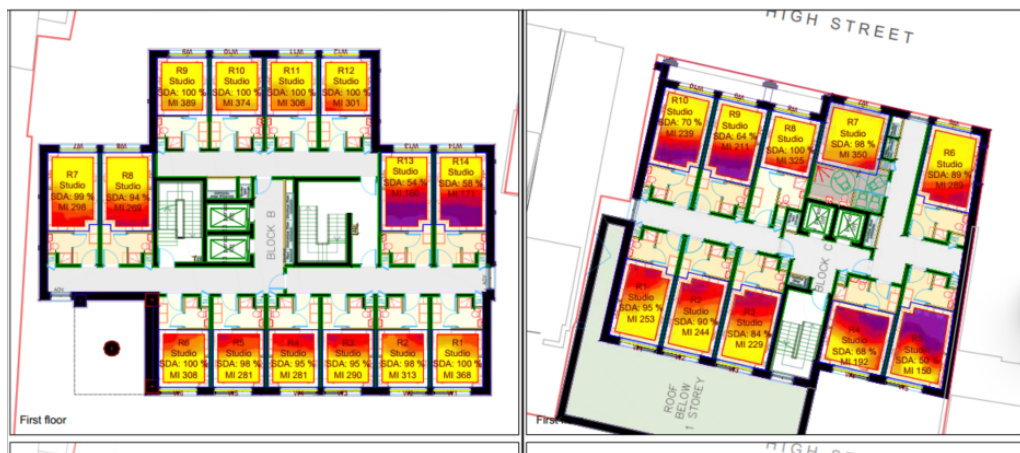 R9
Studio
SDA: 100 %
MI 389
R10
Studio
SDA: 100 %
MI 374
R11
Studio
SDA: 100 %
MI 308
R12
Studio
SDA: 100 %
MI 301
R7
Studio
SDA: 99 %
MI 298
R8
Studio
SDA: 94 %
R13
Studio
SDA: 54 %
R14
Studio
SDA: 58 %
BLOCK B
R6
Studio
SDA: 100 %
MI 308
R5
Studio
SDA: 98 %
MI 281
R4
Studio
SDA: 95 %
MI 281
R3
Studio
SDA: 95 %
MI 290
R2
Studio
SDA: 98 %
MI 313
R1
Studio
SDA: 100 %
MI 368
First floor
HIGH STREET
R10
Studio
SDA: 70 %
MI 239
R9
Studio
SDA: 64 %
MI 211
R8
Studio
SDA: 100 %
MI 325
R7
Studio
SDA: 98 %
MI 350
R6
Studio
SDA: 89 %
MI 289
BLOCK C
R1
Studio
SDA: 95 %
MI 253
R2
Studio
SDA: 90 %
MI 244
R3
Studio
SDA: 84 %
MI 229
R4
Studio
SDA: 68 %
MI 192
Studio
SDA: 50 %
MI 150
ROOF
BELOW
1 STOREY